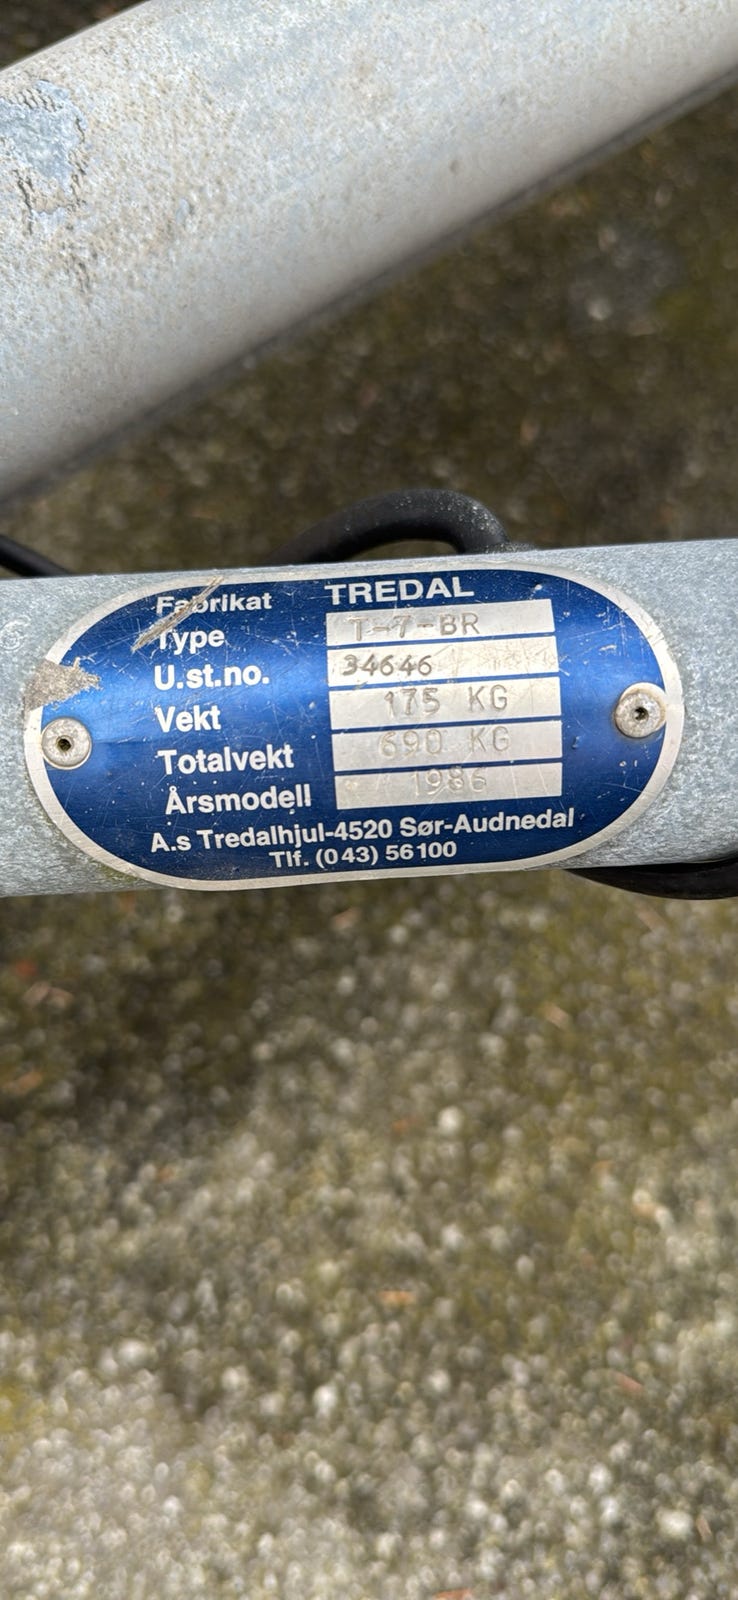 Fabrikat TREDAL
Type T-7-BR
U.st.no. 34646
Vekt 175 KG
Totalvekt 690 KG
Årsmodell 1986
A.s Tredalhjul-4520 Sør-Audnedal
Tlf. (043) 56100